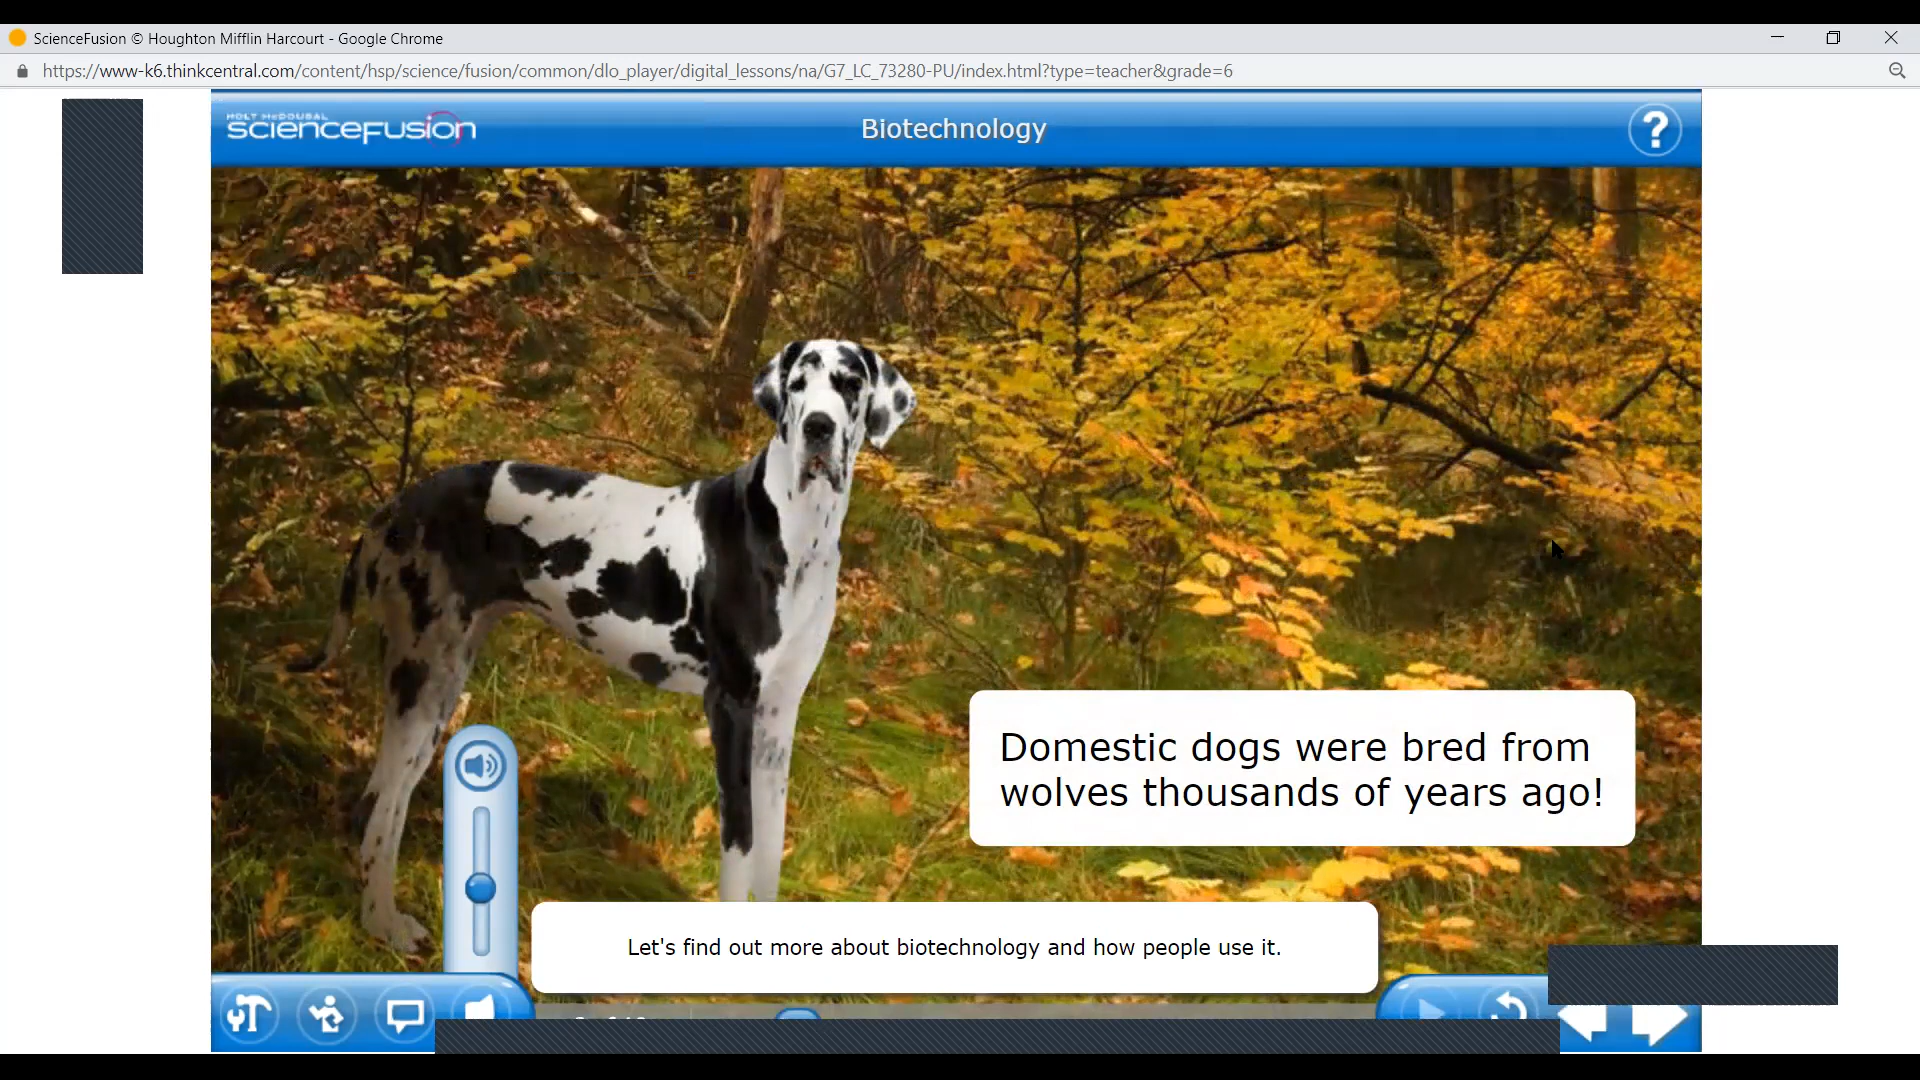 ScienceFusion © Houghton Mifflin Harcourt - Google Chrome
https://www-k6.thinkcentral.com/content/hsp/science/fusion/common/dlo_player/digital_lessons/na/G7_LC_73280-PU/index.html?type=teacher&grade=6
HOLT McDOUGAL
scienceFusion
Biotechnology
?
Domestic dogs were bred from
wolves thousands of years ago!
Let's find out more about biotechnology and how people use it.